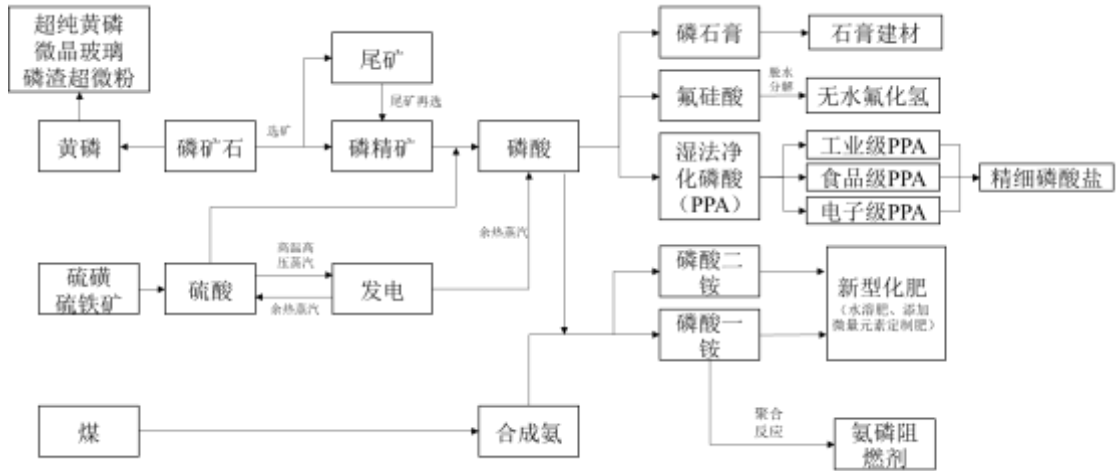 超纯黄磷
微晶玻璃
磷渣超微粉
尾矿
磷石膏
石膏建材
尾矿再选
氟硅酸
脱水
分解
无水氟化氢
黄磷
磷矿石
选矿
磷精矿
磷酸
湿法净
化磷酸
（PPA）
工业级PPA
食品级PPA
电子级PPA
精细磷酸盐
余热蒸汽
硫磺
硫铁矿
硫酸
高温高
压蒸汽
余热蒸汽
发电
磷酸二
铵
磷酸一
铵
新型化肥
（水溶肥、添加
微量元素定制肥）
煤
合成氨
聚合
反应
氨磷阻
燃剂